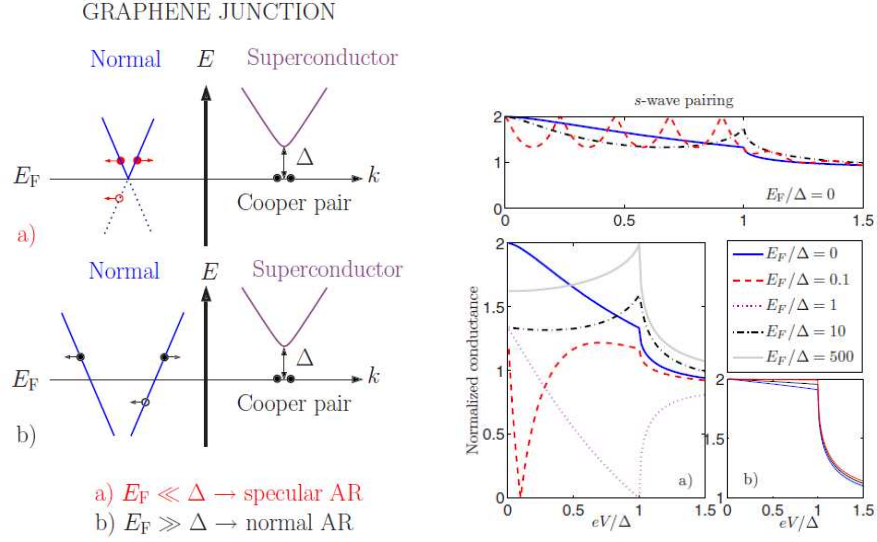 GRAPHENE JUNCTION
Normal
E
Superconductor
Δ
E_F
k
Cooper pair
a)
Normal
E
Superconductor
Δ
E_F
k
Cooper pair
b)
a) E_F ≪ Δ → specular AR
b) E_F ≫ Δ → normal AR
s-wave pairing
2
1
0
E_F/Δ = 0
0
0.5
1
1.5
Normalized conductance
2
1.5
1
0.5
0
a)
0
0.5
1
1.5
eV/Δ
E_F/Δ = 0
E_F/Δ = 0.1
E_F/Δ = 1
E_F/Δ = 10
E_F/Δ = 500
2
1.5
1
b)
0
0.5
1
1.5
eV/Δ